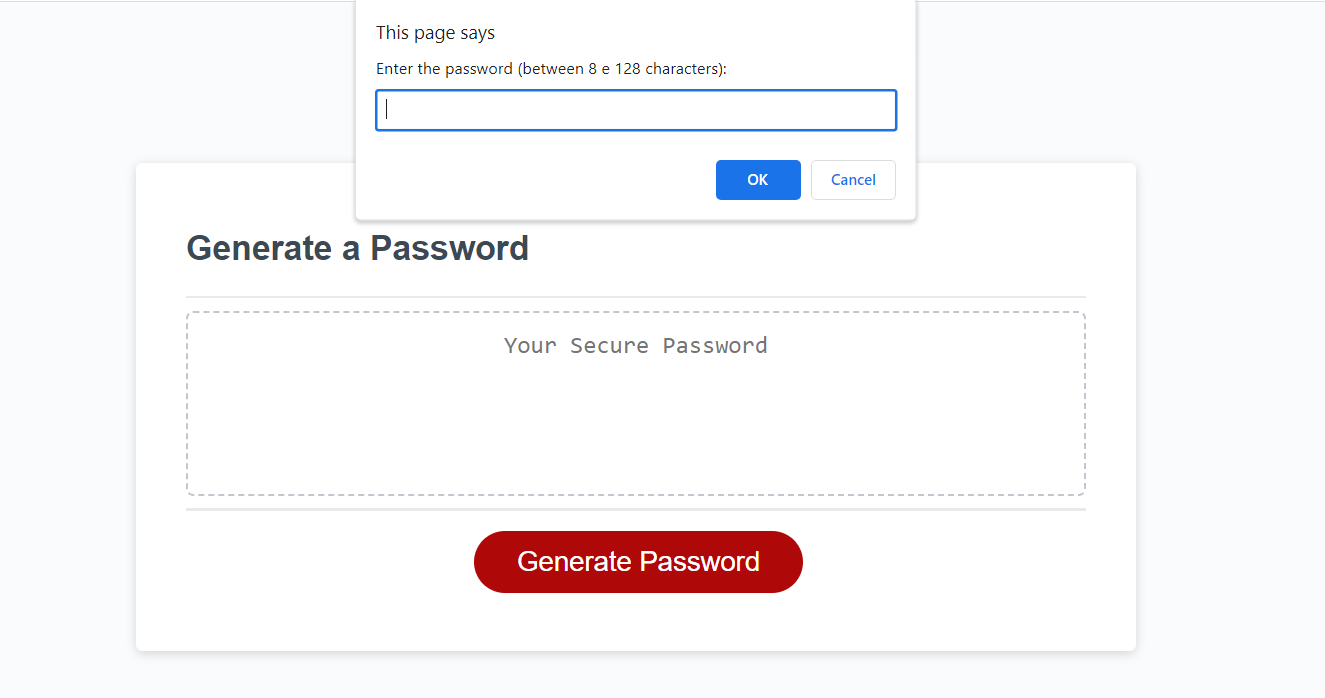 This page says
Enter the password (between 8 e 128 characters):
OK
Cancel
Generate a Password
Your Secure Password
Generate Password